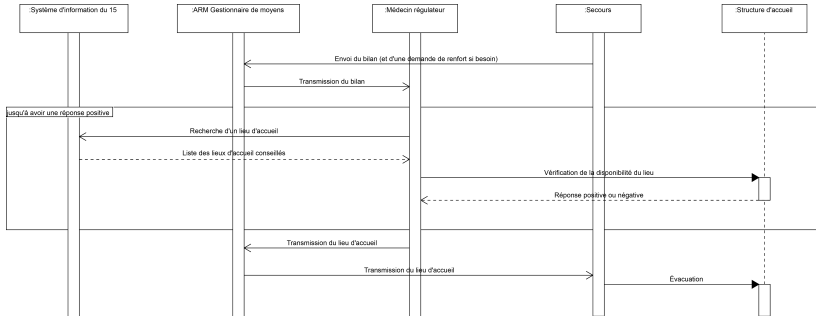 :Système d'information du 15
:ARM Gestionnaire de moyens
:Médecin régulateur
:Secours
:Structure d'accueil
Envoi du bilan (et d'une demande de renfort si besoin)
Transmission du bilan
jusqu'à avoir une réponse positive
Recherche d'un lieu d'accueil
Liste des lieux d'accueil conseillés
Vérification de la disponibilité du lieu
Réponse positive ou négative
Transmission du lieu d'accueil
Transmission du lieu d'accueil
Évacuation